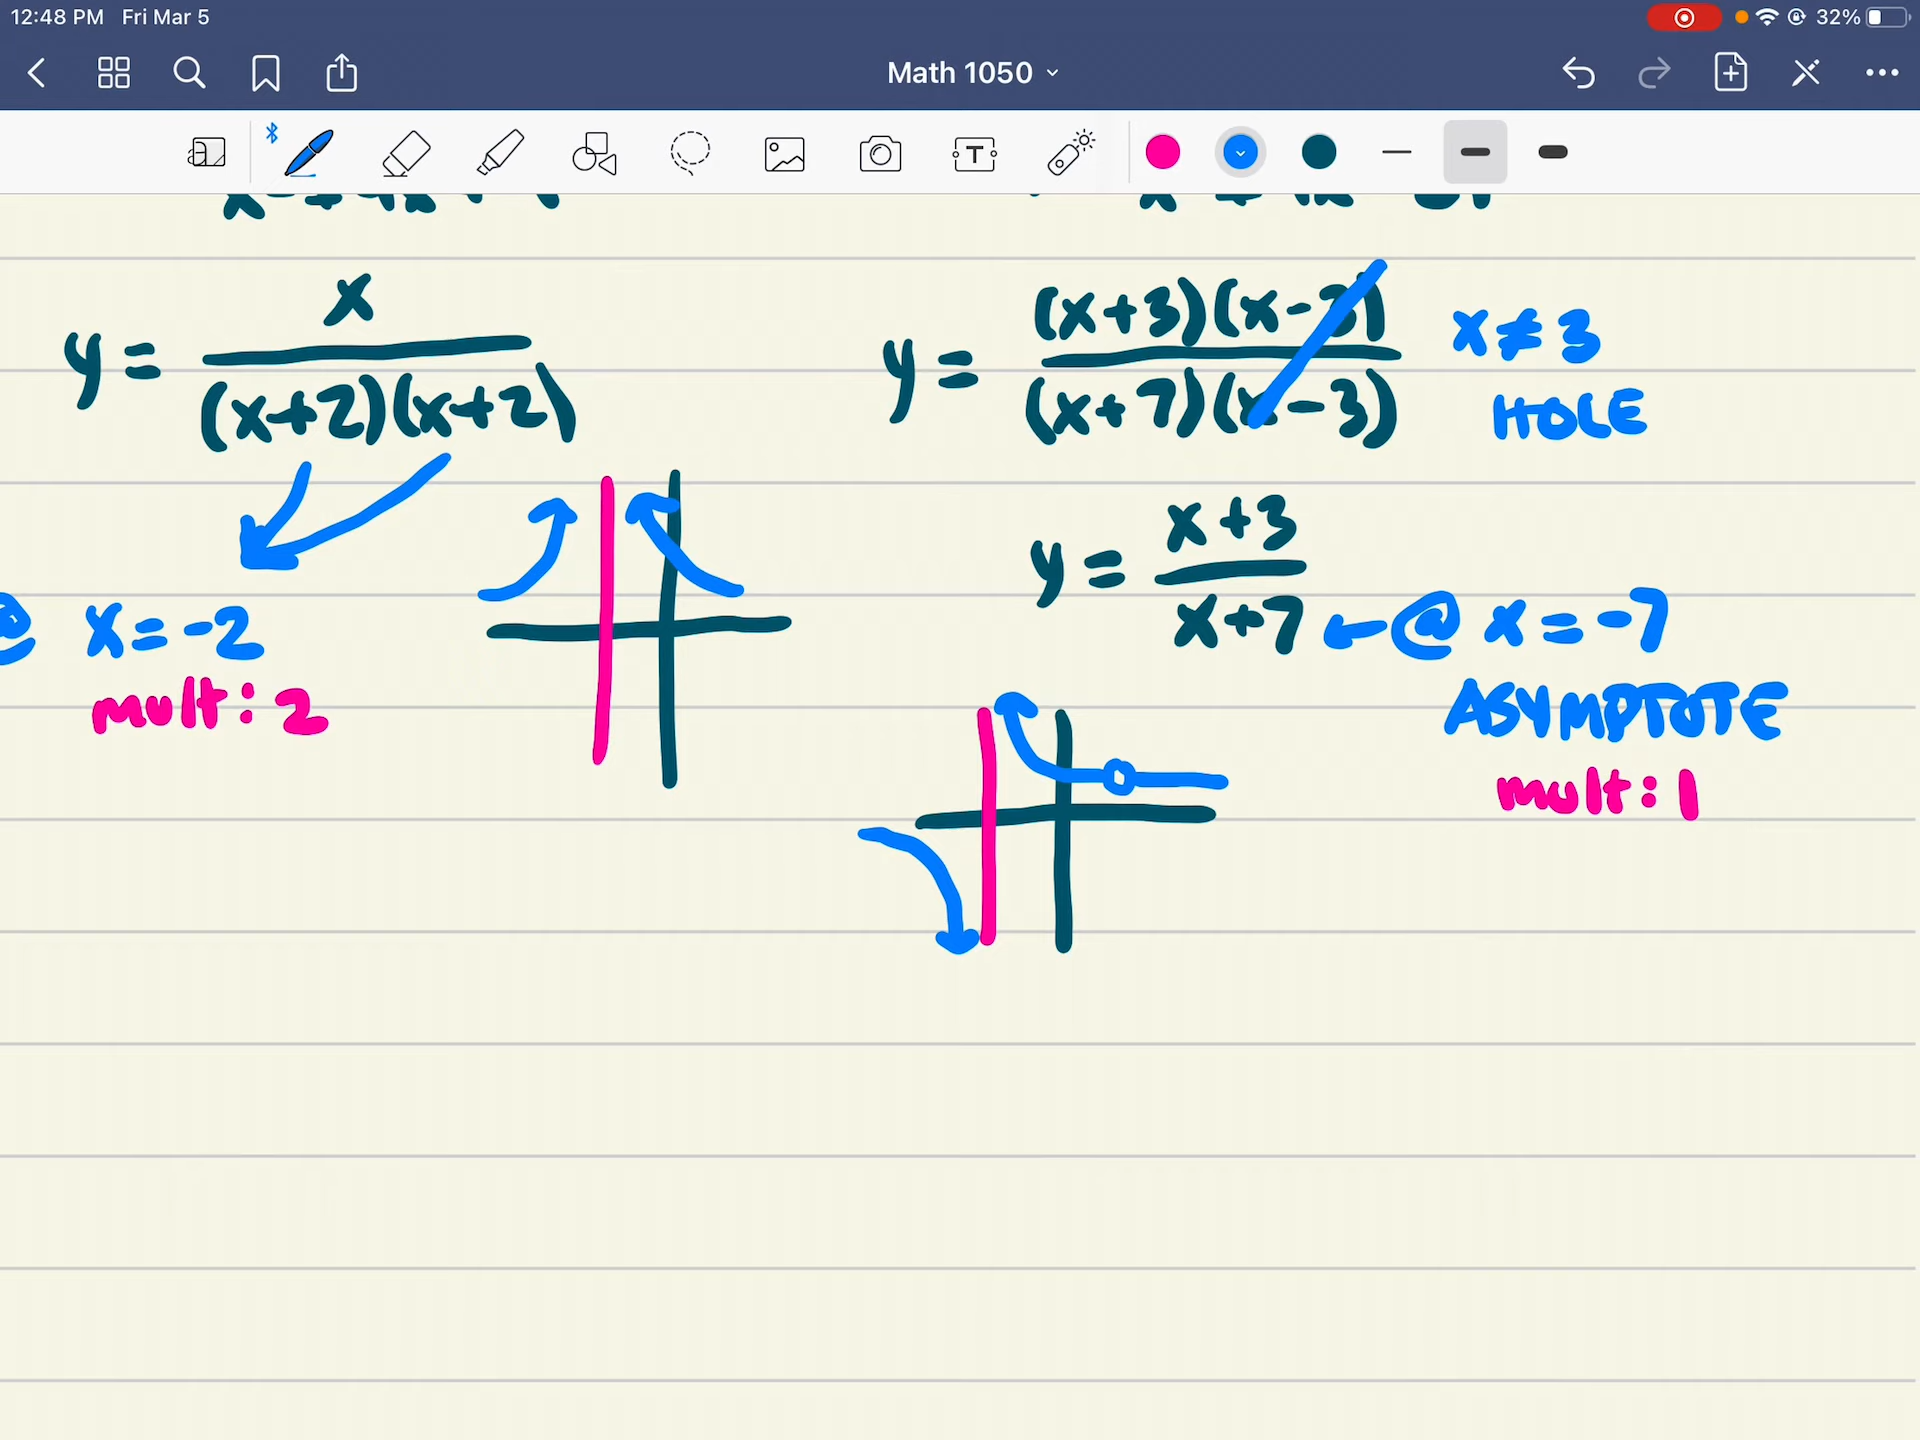 12:48 PM Fri Mar 5
32%
Math 1050
T
y = x / (x+2)(x+2)
@ x = -2
mult: 2
y = (x+3)(x-3) / (x+7)(x-3)
x ≠ 3
HOLE
y = x+3 / x+7 ← @ x = -7
ASYMPTOTE
mult: 1